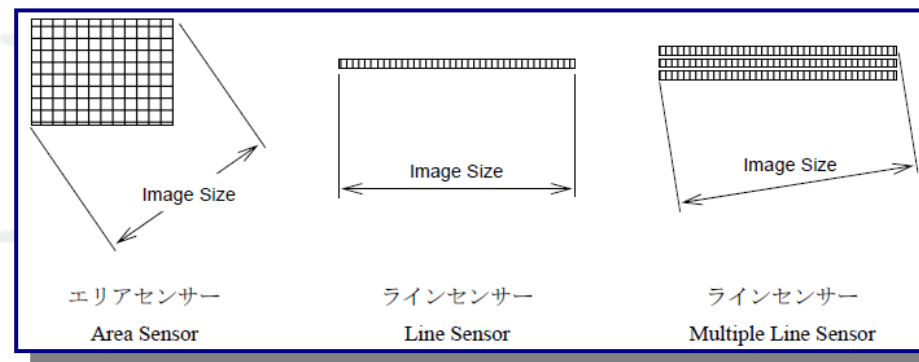 Image Size
エリアセンサー
Area Sensor
Image Size
ラインセンサー
Line Sensor
Image Size
ラインセンサー
Multiple Line Sensor